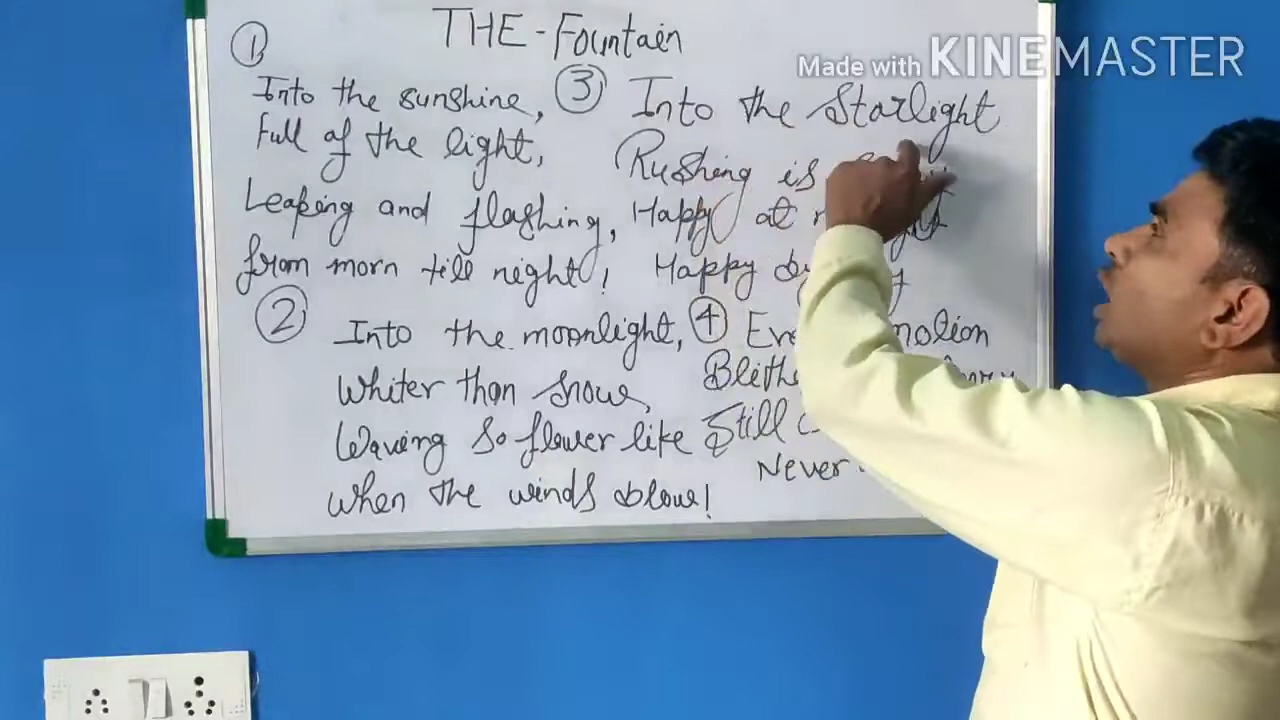 THE - Fountain
Made with KINEMASTER
①
Into the sunshine,
Full of the light,
Leaping and flashing,
from morn till night!
②
Into the moonlight,
Whiter than snow,
Waving so flower like
When the winds blow!
③
Into the Starlight
Rushing is
Happy at
Happy
④
Blithe
Still
Never